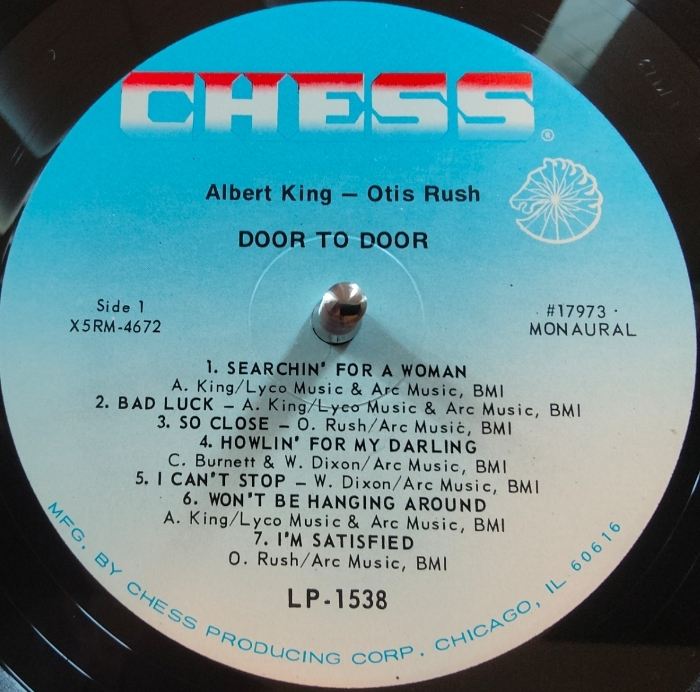 CHESS®
Albert King – Otis Rush
DOOR TO DOOR
Side 1
X5RM-4672
#17973
MONAURAL
1. SEARCHIN' FOR A WOMAN
A. King/Lyco Music & Arc Music, BMI
2. BAD LUCK – A. King/Lyco Music & Arc Music, BMI
3. SO CLOSE – O. Rush/Arc Music, BMI
4. HOWLIN' FOR MY DARLING
C. Burnett & W. Dixon/Arc Music, BMI
5. I CAN'T STOP – W. Dixon/Arc Music, BMI
6. WON'T BE HANGING AROUND
A. King/Lyco Music & Arc Music, BMI
7. I'M SATISFIED
O. Rush/Arc Music, BMI
LP-1538
MFG. BY CHESS PRODUCING CORP. CHICAGO, IL 60616